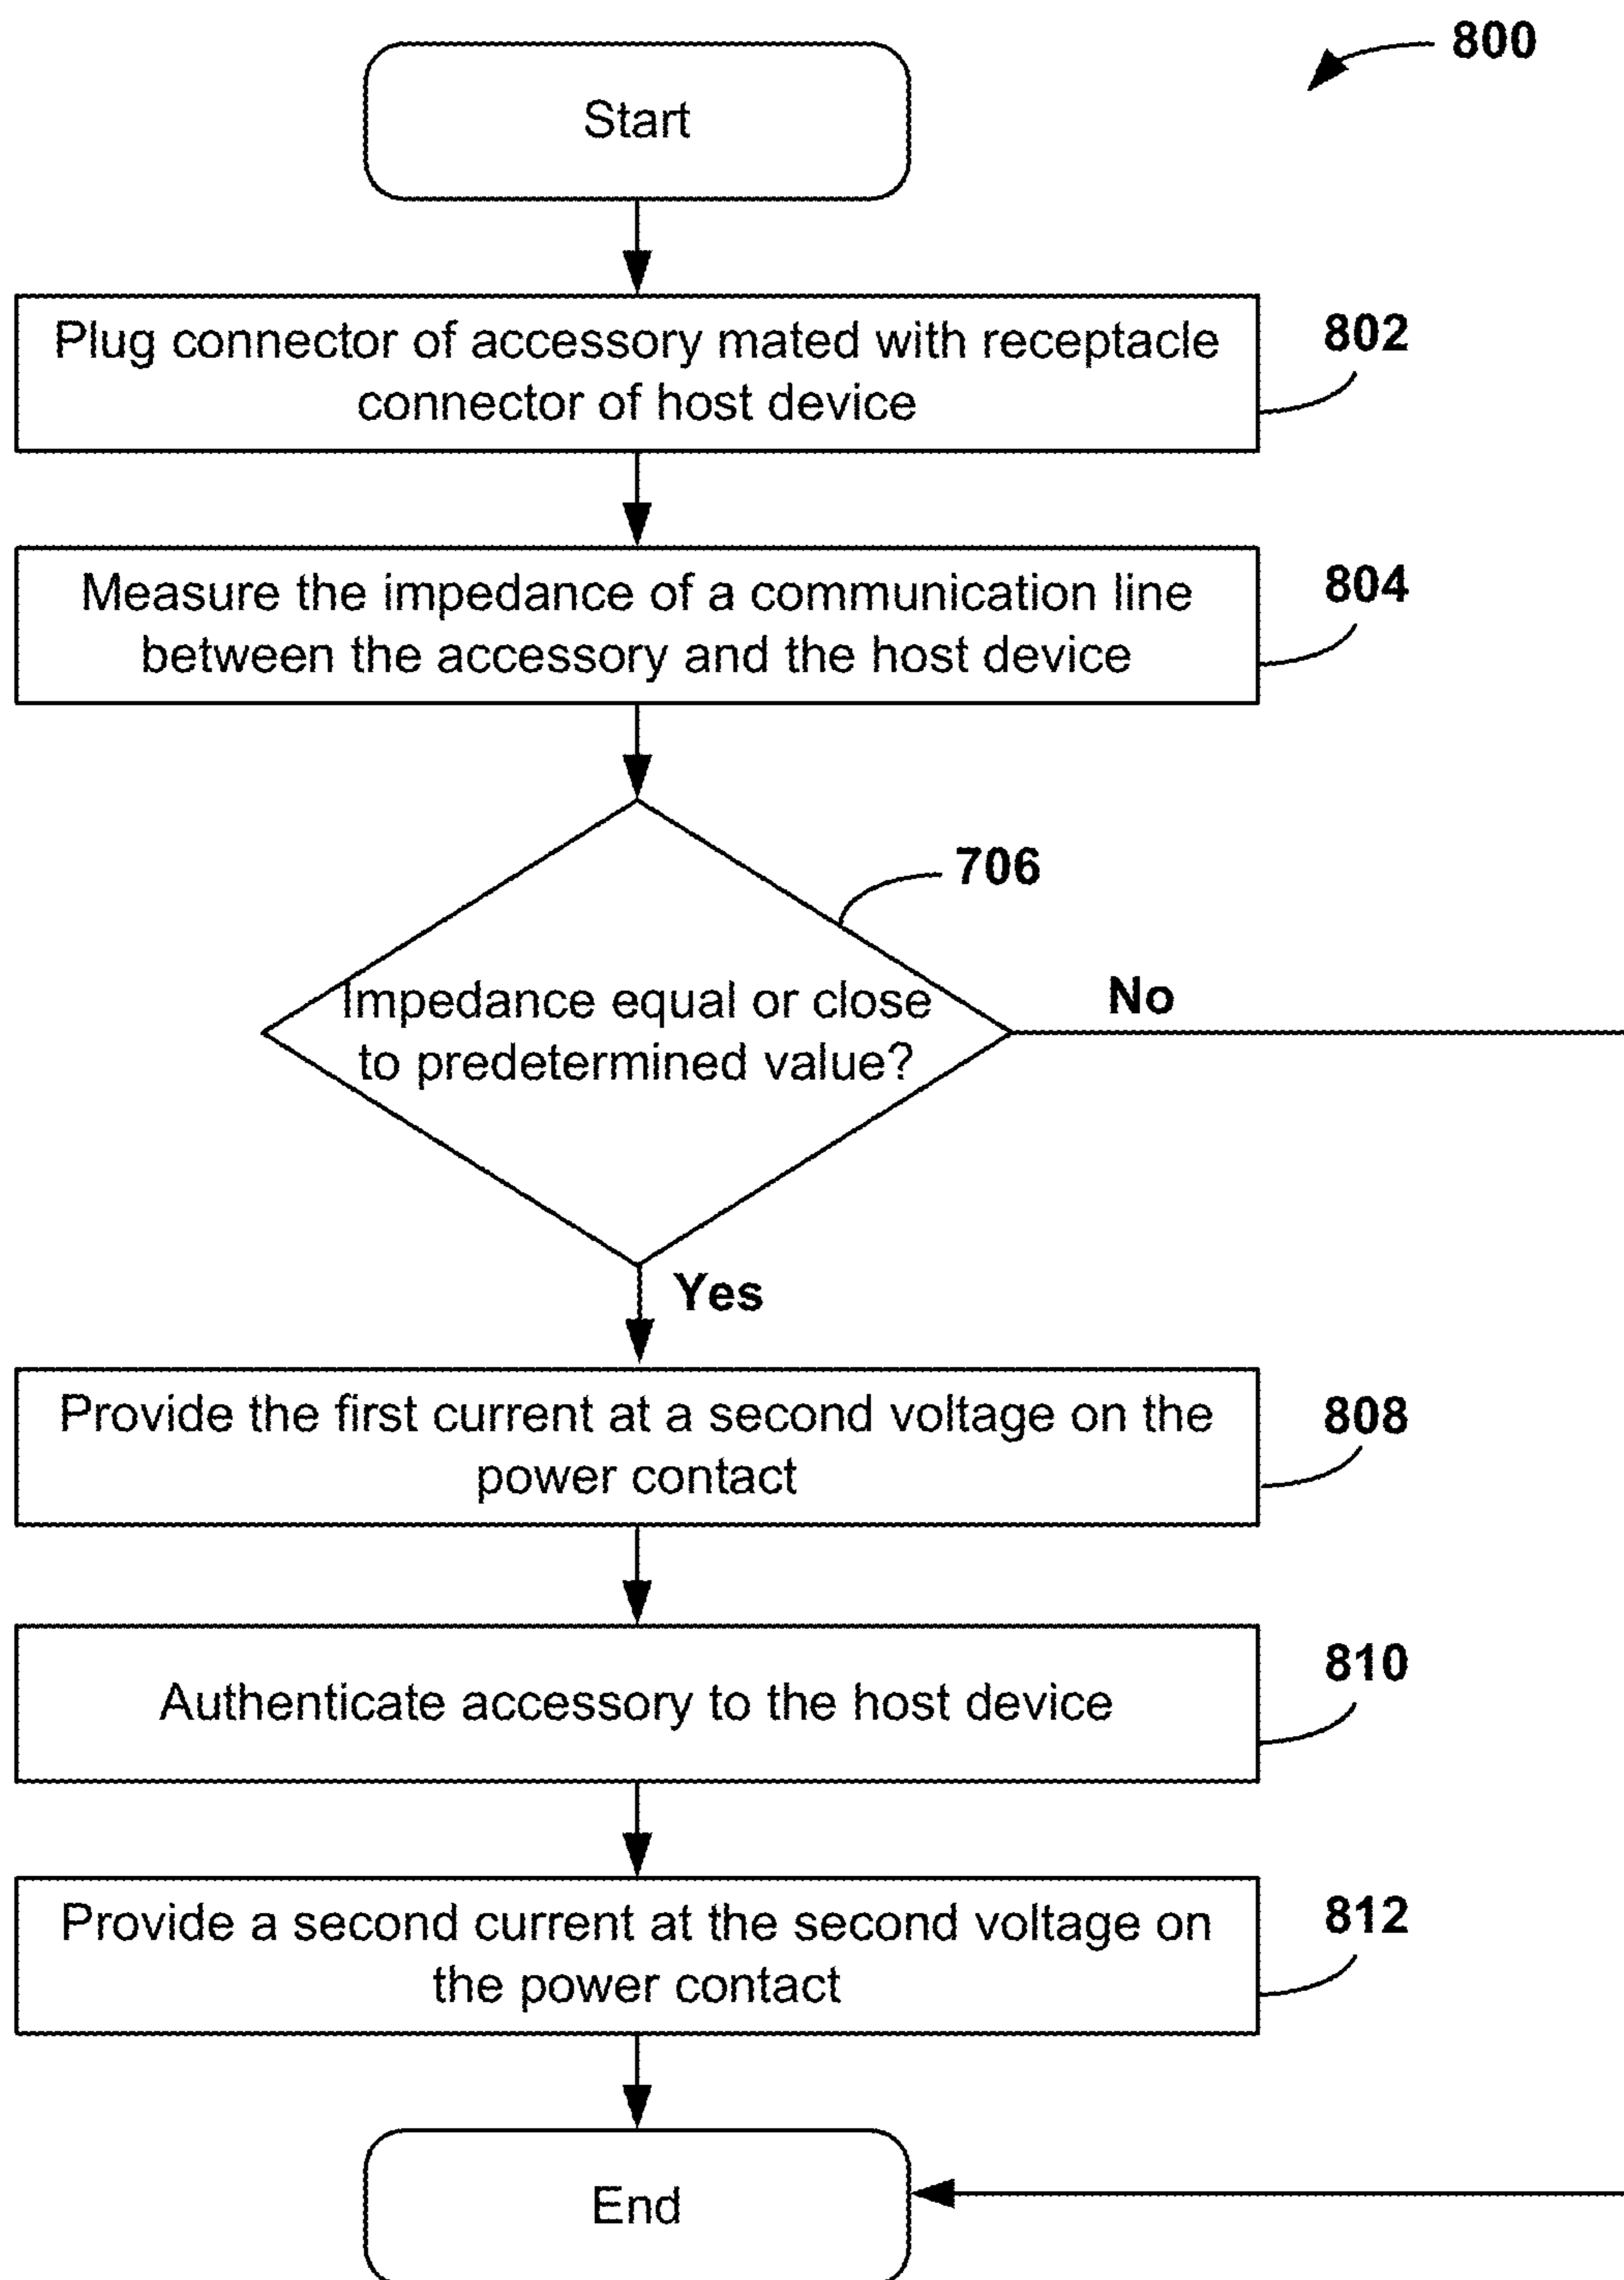 800
Start
Plug connector of accessory mated with receptacle
connector of host device
802
Measure the impedance of a communication line
between the accessory and the host device
804
706
Impedance equal or close
to predetermined value?
No
Yes
Provide the first current at a second voltage on the
power contact
808
Authenticate accessory to the host device
810
Provide a second current at the second voltage on
the power contact
812
End